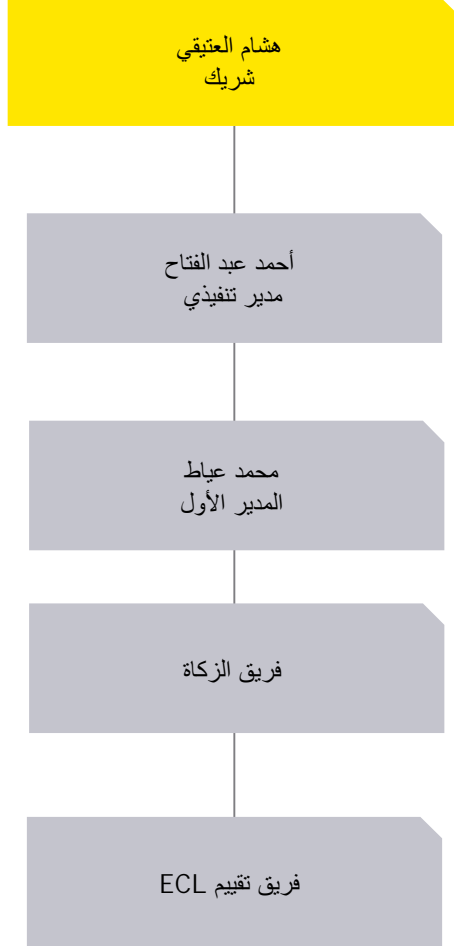 هشام العتيقي
شريك
أحمد عبد الفتاح
مدير تنفيذي
محمد عياط
المدير الأول
فريق الزكاة
فريق تقييم ECL